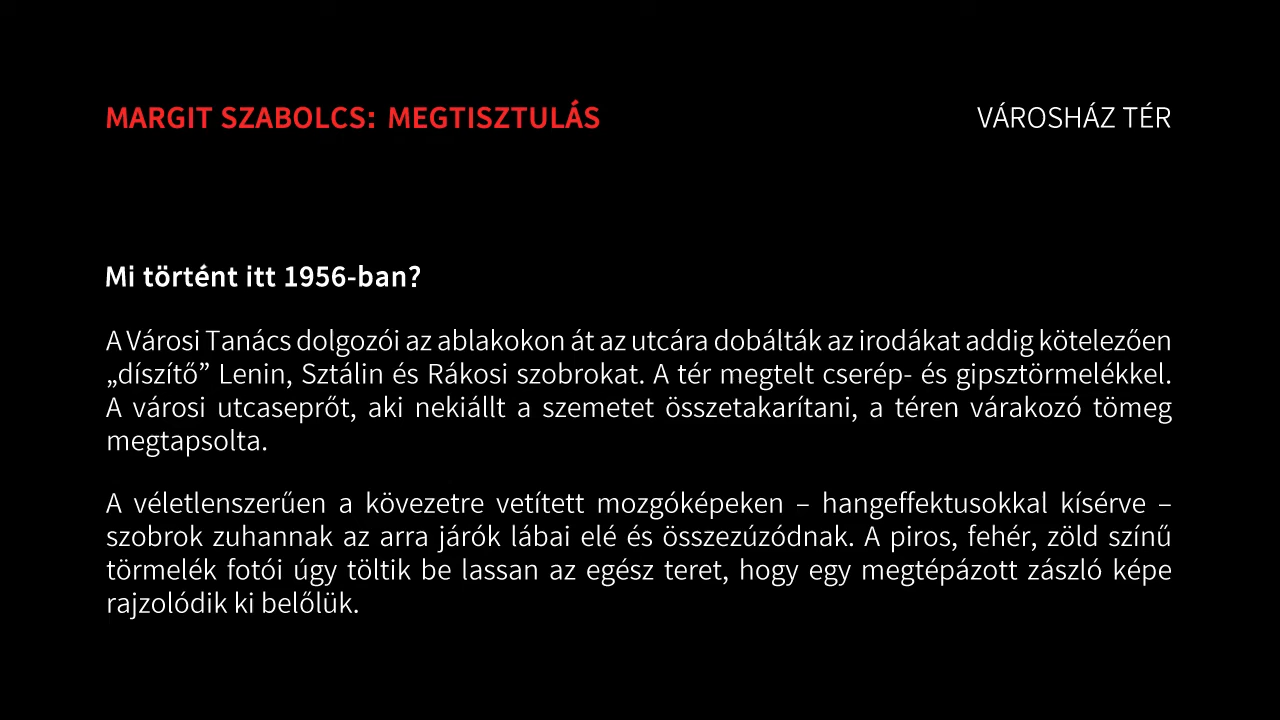 MARGIT SZABOLCS: MEGTISZTULÁS
VÁROSHÁZ TÉR
Mi történt itt 1956-ban?
A Városi Tanács dolgozói az ablakokon át az utcára dobálták az irodákat addig kötelezően
„díszítő” Lenin, Sztálin és Rákosi szobrokat. A tér megtelt cserép- és gipsztörmelékkel.
A városi utcaseprőt, aki nekiállt a szemetet összetakarítani, a téren várakozó tömeg
megtapsolta.
A véletlenszerűen a kövezetre vetített mozgóképeken – hangeffektusokkal kísérve –
szobrok zuhannak az arra járók lábai elé és összezúzódnak. A piros, fehér, zöld színű
törmelék fotói úgy töltik be lassan az egész teret, hogy egy megtépázott zászló képe
rajzolódik ki belőlük.